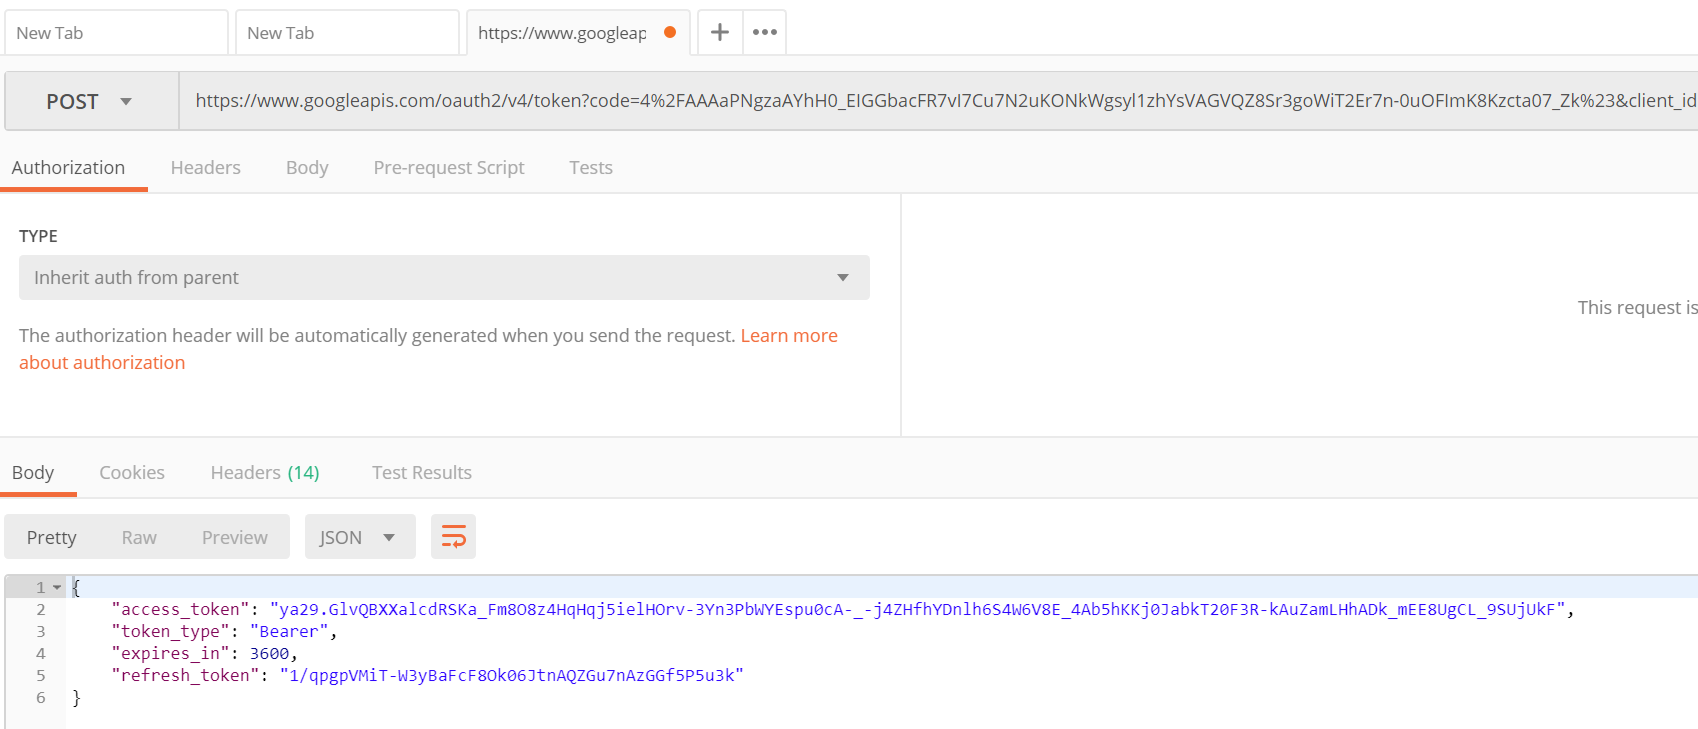 New Tab
New Tab
https://www.googleap
POST
https://www.googleapis.com/oauth2/v4/token?code=4%2FAAAaPNgzaAYhH0_EIGGbacFR7vI7Cu7N2uKONkWgsyl1zhYsVAGVQZ8Sr3goWiT2Er7n-0uOFImK8Kzcta07_Zk%23&client_id
Authorization
Headers
Body
Pre-request Script
Tests
TYPE
Inherit auth from parent
The authorization header will be automatically generated when you send the request. Learn more
about authorization
This request is
Body
Cookies
Headers (14)
Test Results
Pretty
Raw
Preview
JSON
1 {
2 "access_token": "ya29.GlvQBXXalcdRSKa_Fm8O8z4HqHqj5ielHOrv-3Yn3PbWYEspu0cA-_-j4ZHfhYDnlh6S4W6V8E_4Ab5hKKj0JabkT20F3R-kAuZamLHhADk_mEE8UgCL_9SUjUkF",
3 "token_type": "Bearer",
4 "expires_in": 3600,
5 "refresh_token": "1/qpgpVMiT-W3yBaFcF8Ok06JtnAQZGu7nAzGGf5P5u3k"
6 }